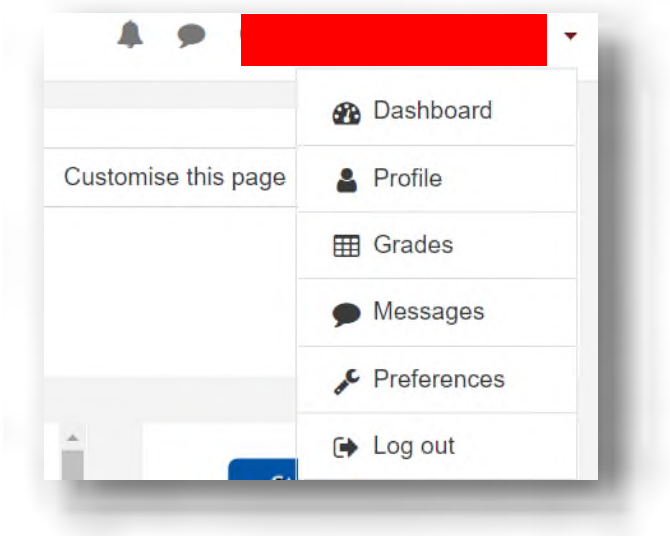 Dashboard
Customise this page
Profile
Grades
Messages
Preferences
Log out